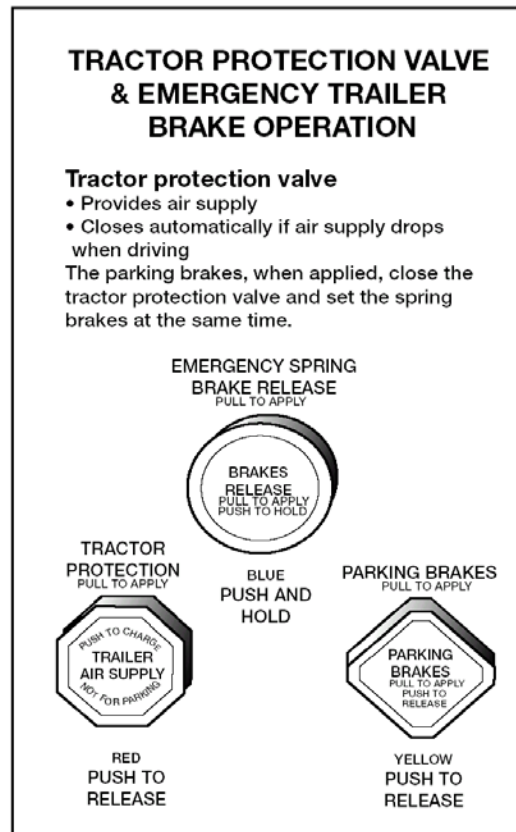 TRACTOR PROTECTION VALVE
& EMERGENCY TRAILER
BRAKE OPERATION
Tractor protection valve
• Provides air supply
• Closes automatically if air supply drops
when driving
The parking brakes, when applied, close the
tractor protection valve and set the spring
brakes at the same time.
EMERGENCY SPRING
BRAKE RELEASE
PULL TO APPLY
BRAKES
RELEASE
PULL TO APPLY
PUSH TO HOLD
BLUE
PUSH AND
HOLD
TRACTOR
PROTECTION
PULL TO APPLY
PUSH TO CHARGE
TRAILER
AIR SUPPLY
NOT FOR PARKING
RED
PUSH TO
RELEASE
PARKING BRAKES
PULL TO APPLY
PARKING
BRAKES
PULL TO APPLY
PUSH TO
RELEASE
YELLOW
PUSH TO
RELEASE